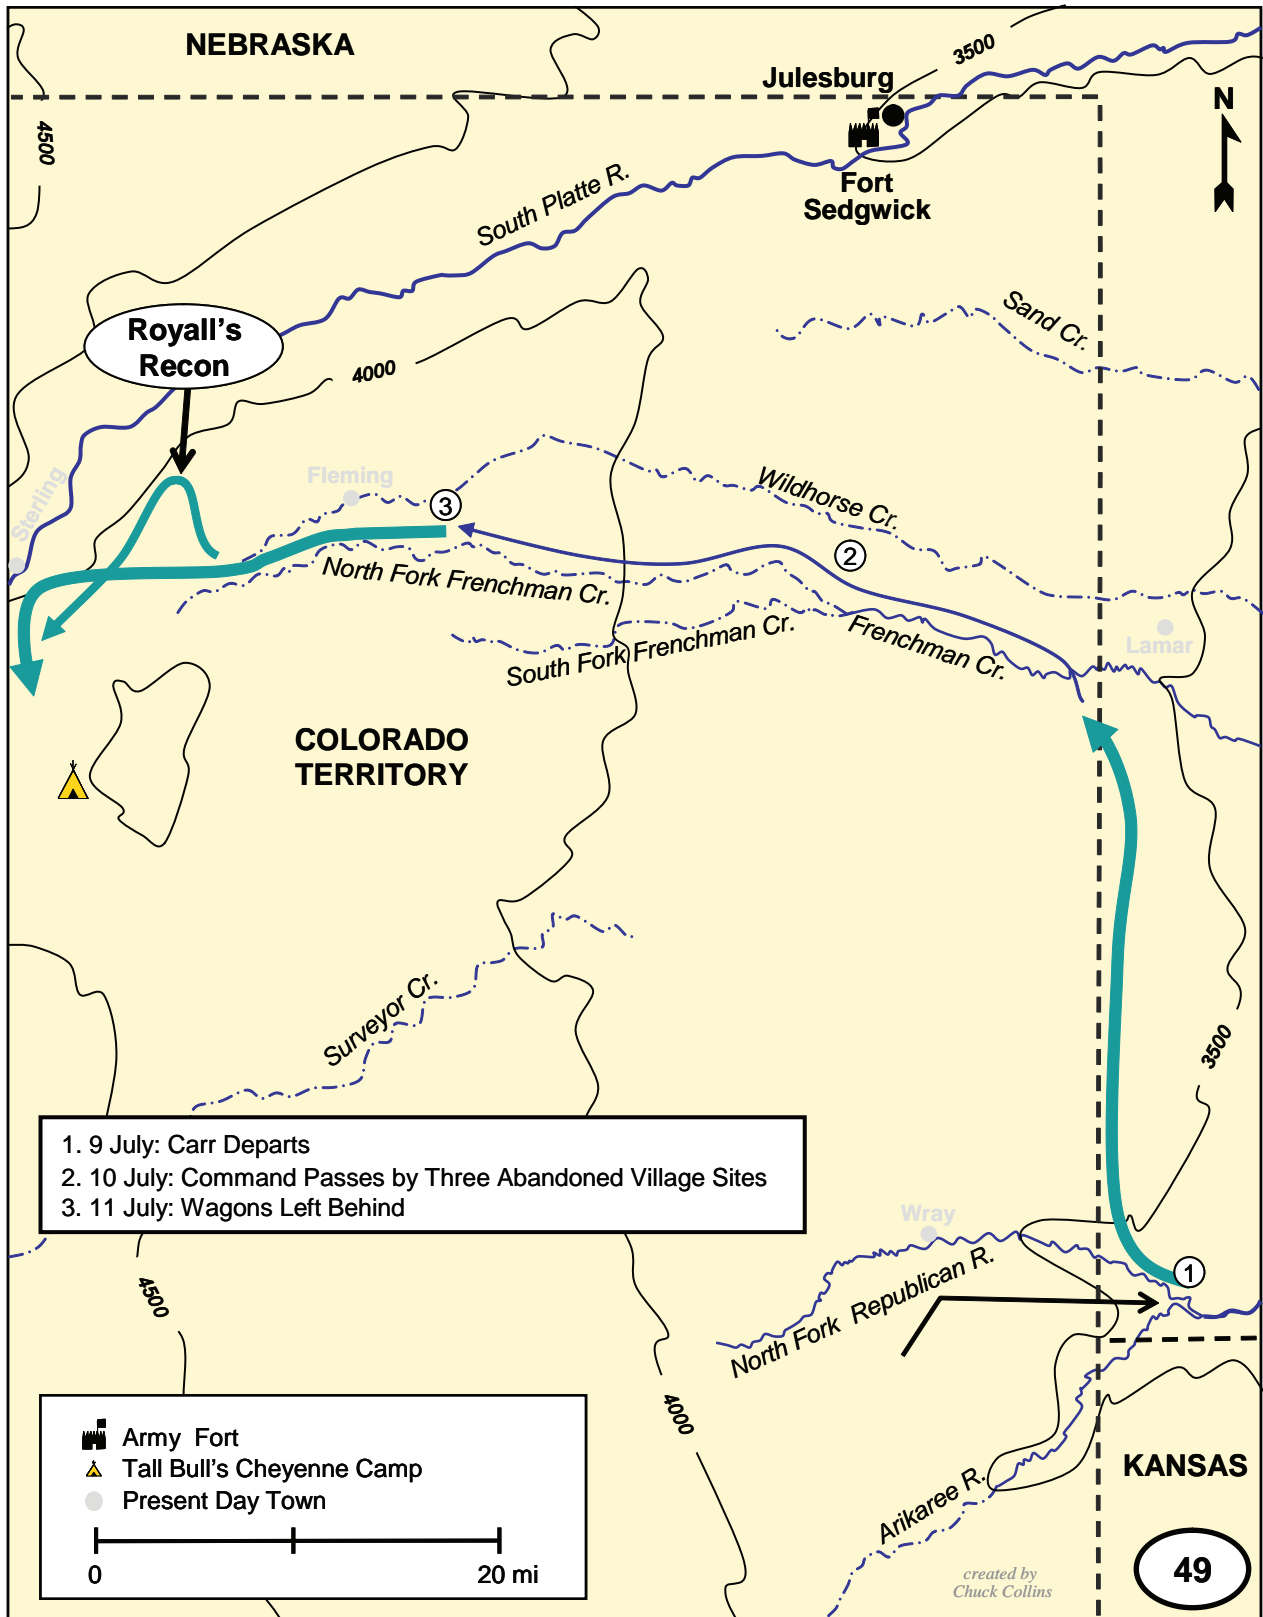 NEBRASKA
3500
Julesburg
N
4500
Fort
Sedgwick
South Platte R.
Sand Cr.
Royall's
Recon
4000
Sterling
Fleming
3
Wildhorse Cr.
2
North Fork Frenchman Cr.
South Fork Frenchman Cr.
Frenchman Cr.
Lamar
COLORADO
TERRITORY
Surveyor Cr.
3500
1. 9 July: Carr Departs
2. 10 July: Command Passes by Three Abandoned Village Sites
3. 11 July: Wagons Left Behind
Wray
1
North Fork Republican R.
4500
4000
Army Fort
Tall Bull's Cheyenne Camp
Present Day Town
0 20 mi
KANSAS
Arikaree R.
49
created by
Chuck Collins